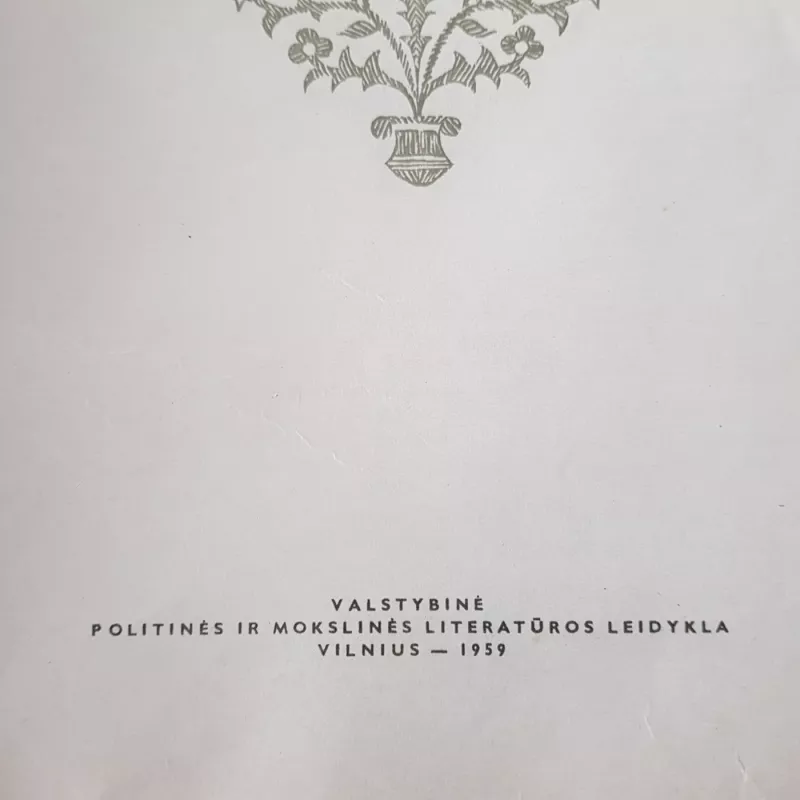 VALSTYBINĖ
POLITINĖS IR MOKSLINĖS LITERATŪROS LEIDYKLA
VILNIUS — 1959